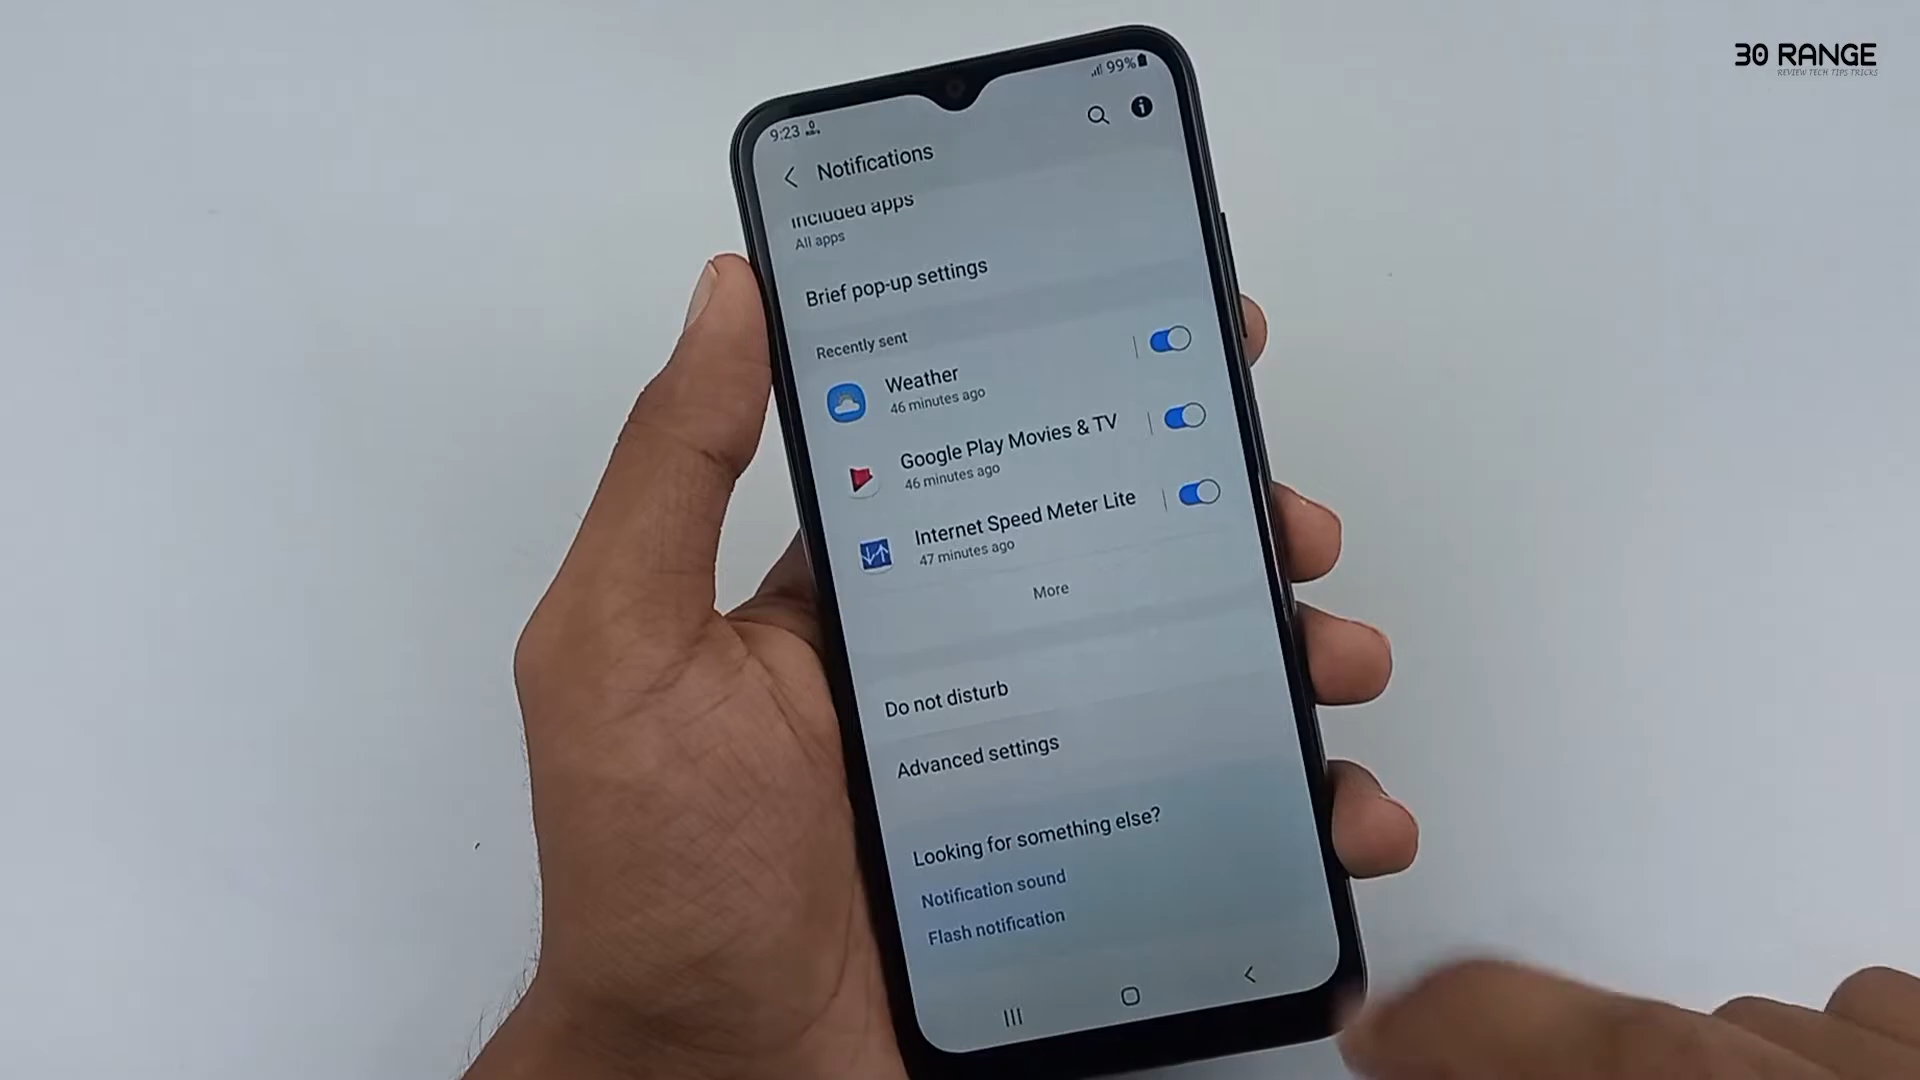 30 RANGE
REVIEW TECH TIPS TRICKS
9:23
99%
Notifications
Included apps
All apps
Brief pop-up settings
Recently sent
Weather
46 minutes ago
Google Play Movies & TV
46 minutes ago
Internet Speed Meter Lite
47 minutes ago
More
Do not disturb
Advanced settings
Looking for something else?
Notification sound
Flash notification